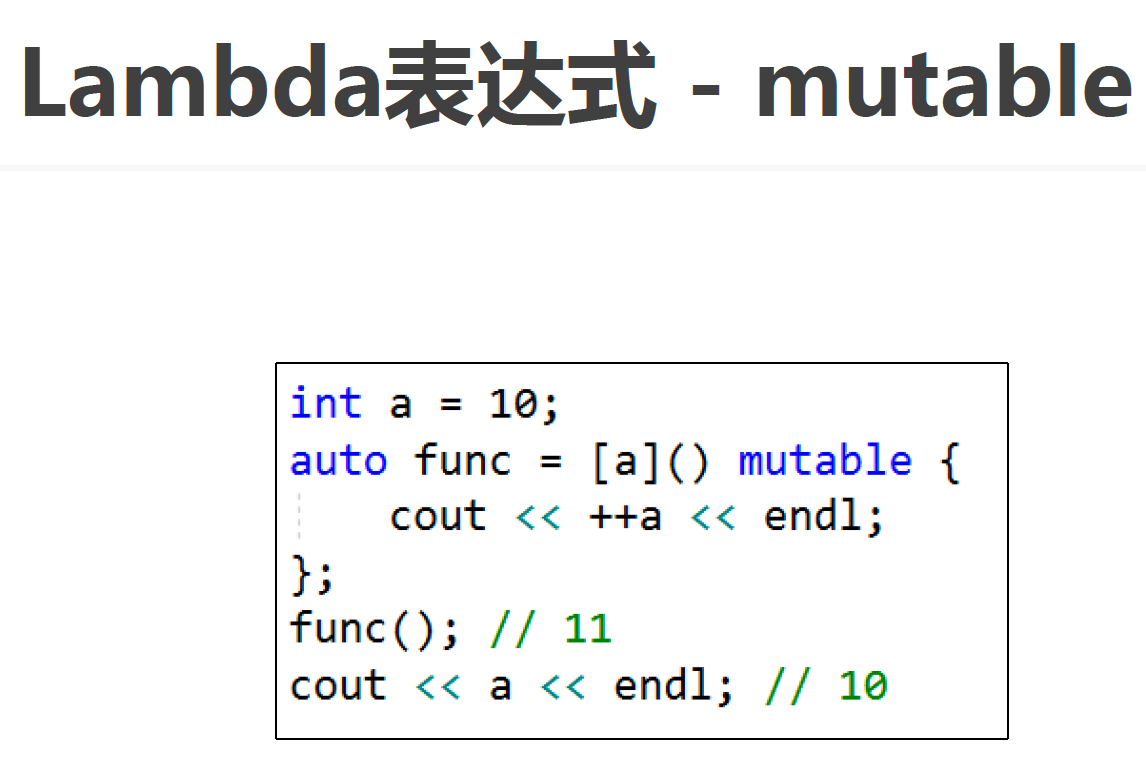 Lambda表达式 - mutable
int a = 10;
auto func = [a]() mutable {
    cout << ++a << endl;
};
func(); // 11
cout << a << endl; // 10